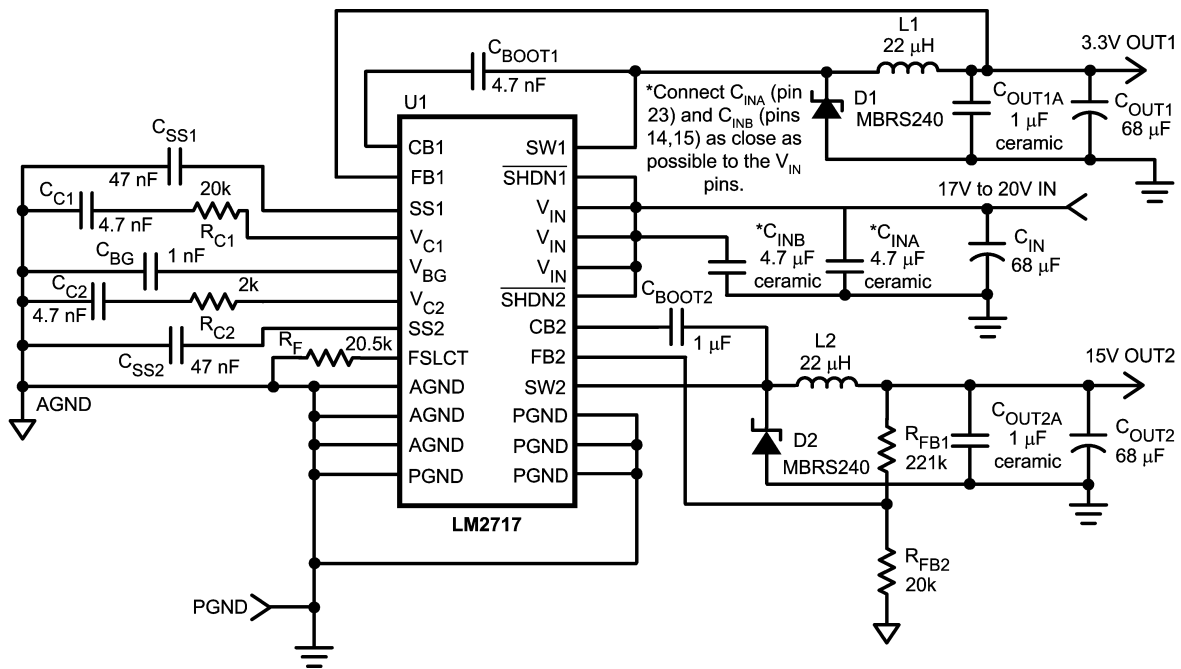 L1
22 μH
3.3V OUT1
CBOOT1
4.7 nF
*Connect CINA (pin
23) and CINB (pins
14,15) as close as
possible to the VIN
pins.
D1
MBRS240
COUT1A
1 μF
ceramic
COUT1
68 μF
U1
CB1
FB1
SS1
VC1
VBG
VC2
SS2
FSLCT
AGND
AGND
AGND
PGND
SW1
SHDN1
VIN
VIN
VIN
SHDN2
CB2
FB2
SW2
PGND
PGND
PGND
LM2717
CSS1
47 nF
CC1
4.7 nF
20k
RC1
CBG
1 nF
CC2
4.7 nF
2k
RC2
CSS2
47 nF
RF
20.5k
AGND
PGND
17V to 20V IN
*CINB
4.7 μF
ceramic
*CINA
4.7 μF
ceramic
CIN
68 μF
CBOOT2
1 μF
L2
22 μH
15V OUT2
D2
MBRS240
RFB1
221k
COUT2A
1 μF
ceramic
COUT2
68 μF
RFB2
20k